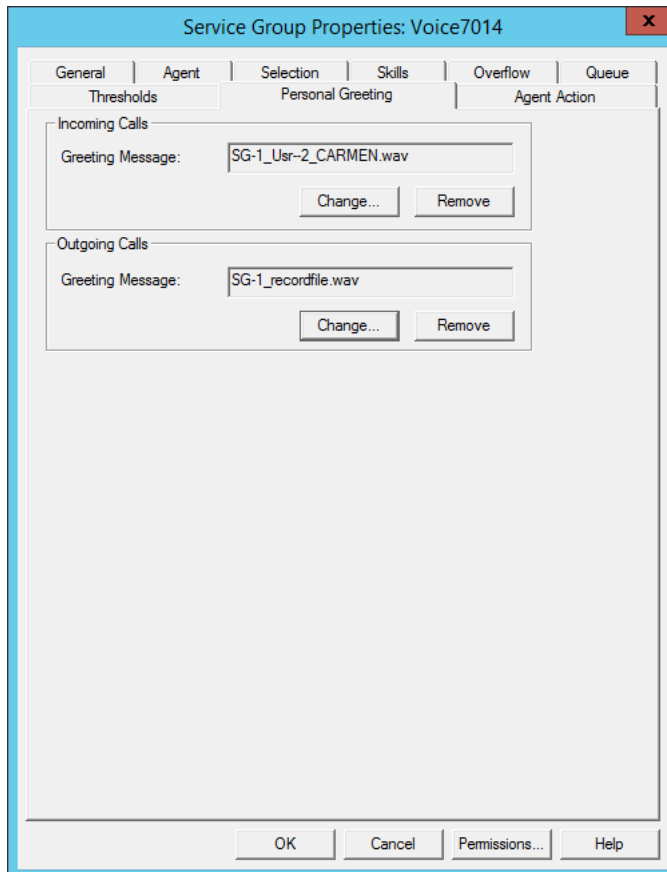 Service Group Properties: Voice7014
x
General Agent Selection Skills Overflow Queue
Thresholds Personal Greeting Agent Action
Incoming Calls
Greeting Message: SG-1_Usr--2_CARMEN.wav
Change... Remove
Outgoing Calls
Greeting Message: SG-1_recordfile.wav
Change... Remove
OK Cancel Permissions... Help